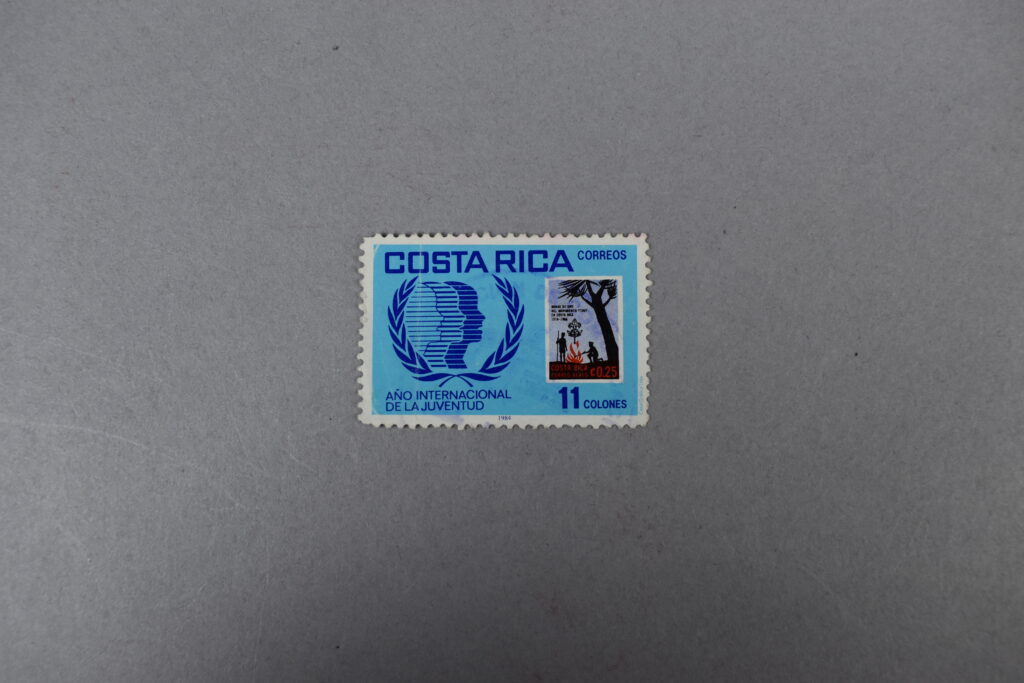 COSTA RICA
CORREOS
AÑO INTERNACIONAL
DE LA JUVENTUD
COSTA RICA
₡0.25
11 COLONES
1984